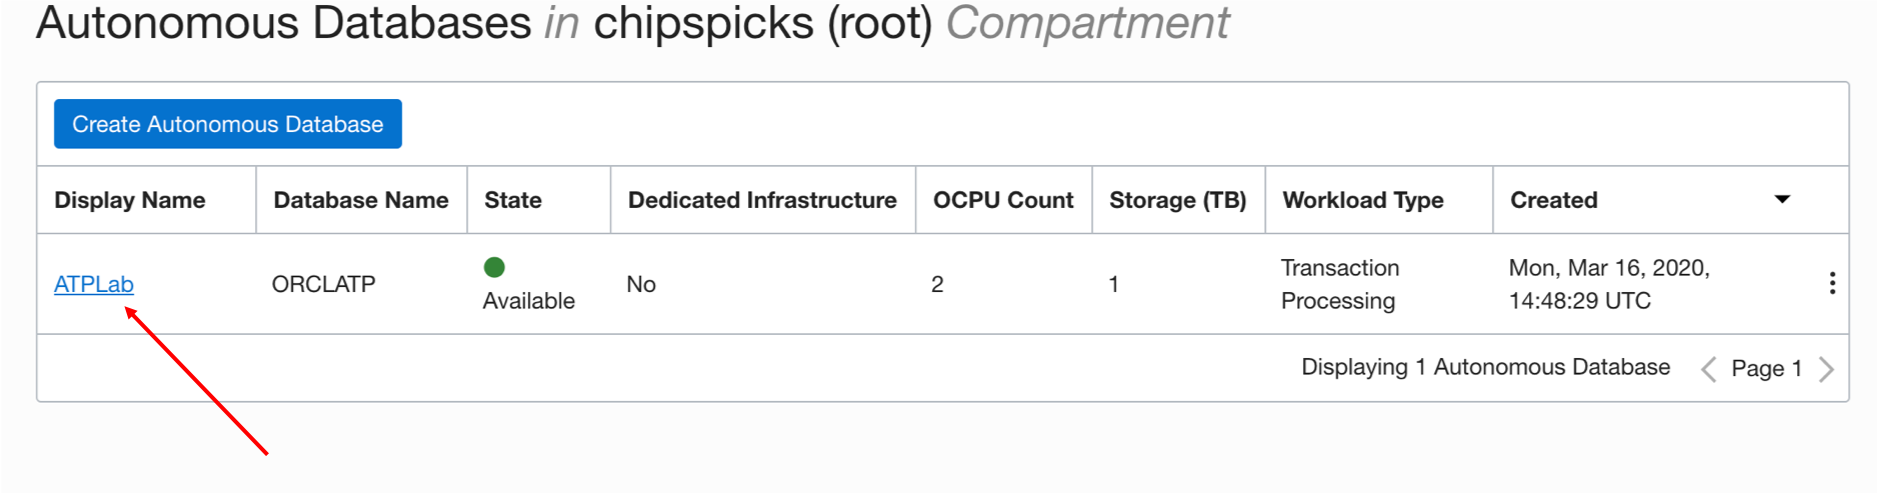 Autonomous Databases in chipspicks (root) Compartment
Create Autonomous Database
Display Name Database Name State Dedicated Infrastructure OCPU Count Storage (TB) Workload Type Created
ATPLab ORCLATP Available No 2 1 Transaction Processing Mon, Mar 16, 2020, 14:48:29 UTC
Displaying 1 Autonomous Database Page 1